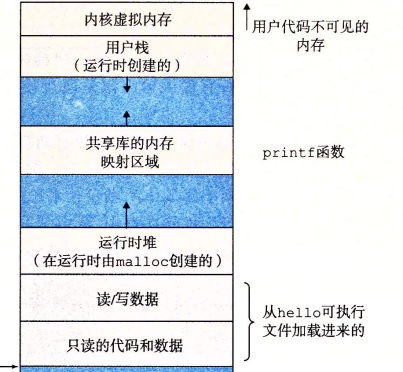 内核虚拟内存
用户代码不可见的
内存
用户栈
（运行时创建的）
共享库的内存
映射区域
printf函数
运行时堆
（在运行时由malloc创建的）
读/写数据
只读的代码和数据
从hello可执行
文件加载进来的